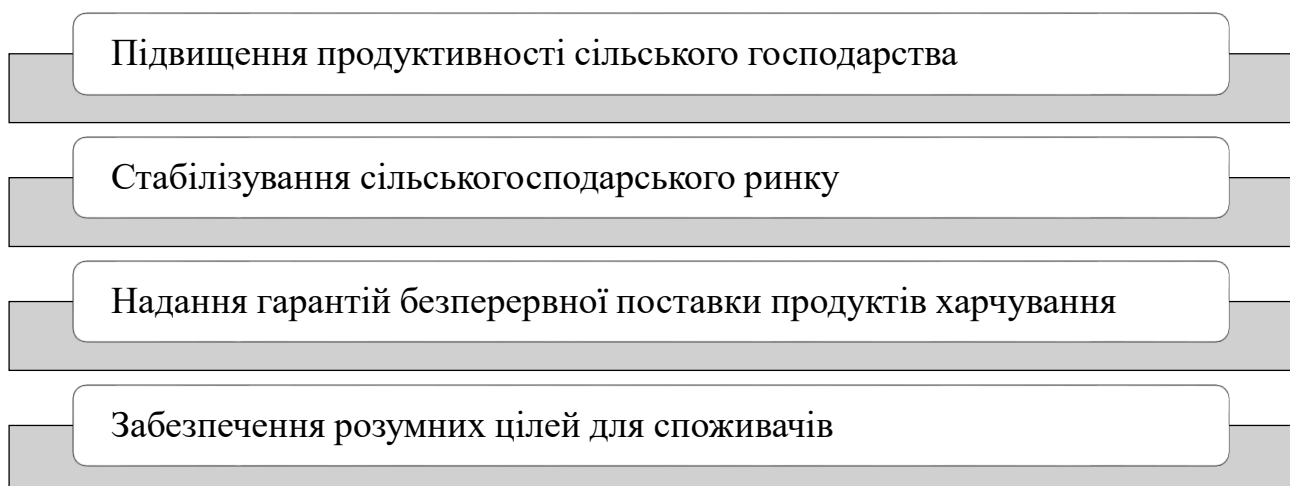 Підвищення продуктивності сільського господарства
Стабілізування сільськогосподарського ринку
Надання гарантій безперервної поставки продуктів харчування
Забезпечення розумних цілей для споживачів